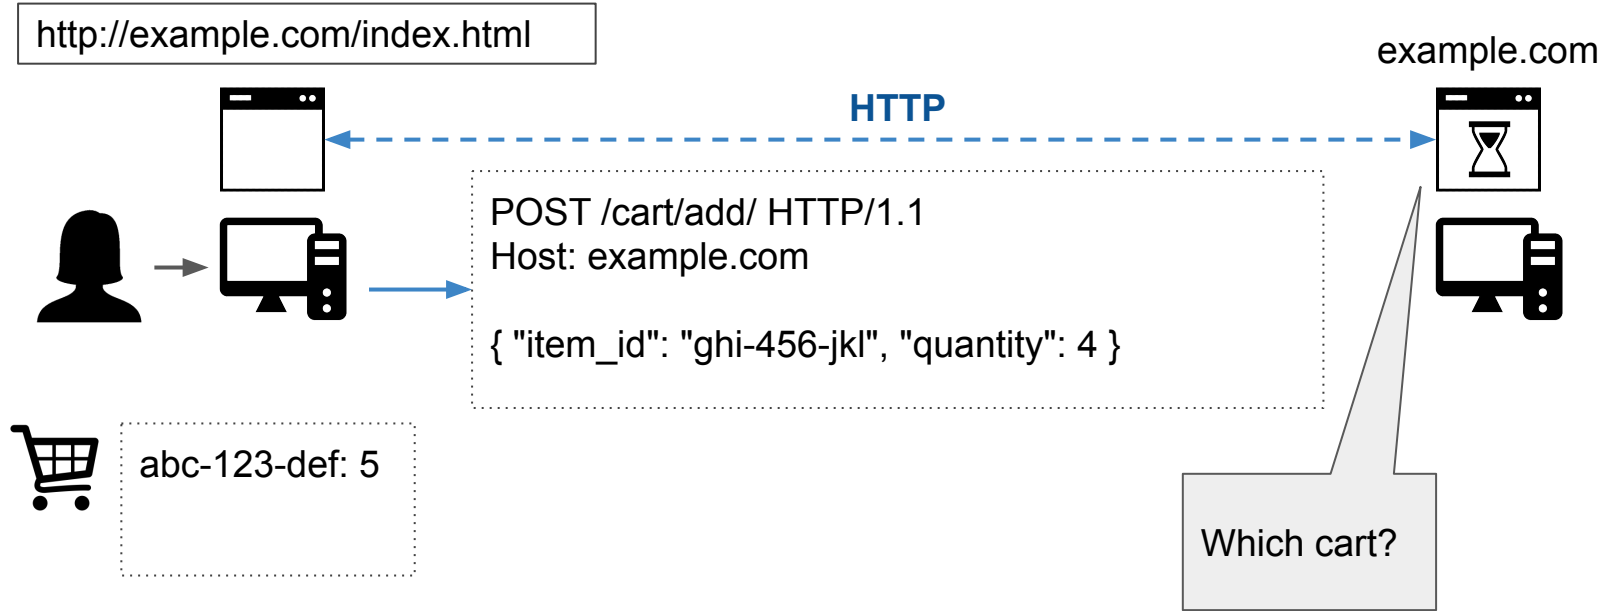 http://example.com/index.html
example.com
HTTP
POST /cart/add/ HTTP/1.1
Host: example.com
{ "item_id": "ghi-456-jkl", "quantity": 4 }
abc-123-def: 5
Which cart?